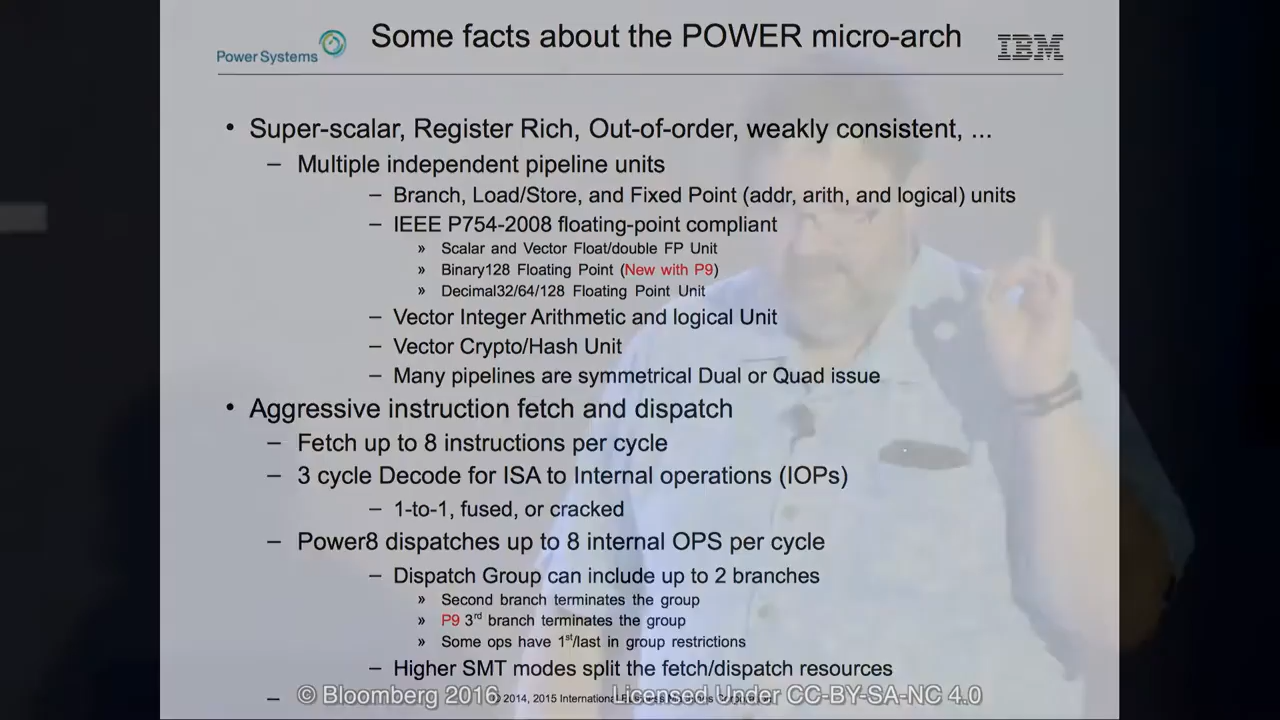 Some facts about the POWER micro-arch
Power Systems
IBM
• Super-scalar, Register Rich, Out-of-order, weakly consistent, ...
– Multiple independent pipeline units
– Branch, Load/Store, and Fixed Point (addr, arith, and logical) units
– IEEE P754-2008 floating-point compliant
» Scalar and Vector Float/double FP Unit
» Binary128 Floating Point (New with P9)
» Decimal32/64/128 Floating Point Unit
– Vector Integer Arithmetic and logical Unit
– Vector Crypto/Hash Unit
– Many pipelines are symmetrical Dual or Quad issue
• Aggressive instruction fetch and dispatch
– Fetch up to 8 instructions per cycle
– 3 cycle Decode for ISA to Internal operations (IOPs)
– 1-to-1, fused, or cracked
– Power8 dispatches up to 8 internal OPS per cycle
– Dispatch Group can include up to 2 branches
» Second branch terminates the group
» P9 3rd branch terminates the group
» Some ops have 1st/last in group restrictions
– Higher SMT modes split the fetch/dispatch resources
–
© Bloomberg 2016 Licensed Under CC-BY-SA-NC 4.0
2014, 2015 International